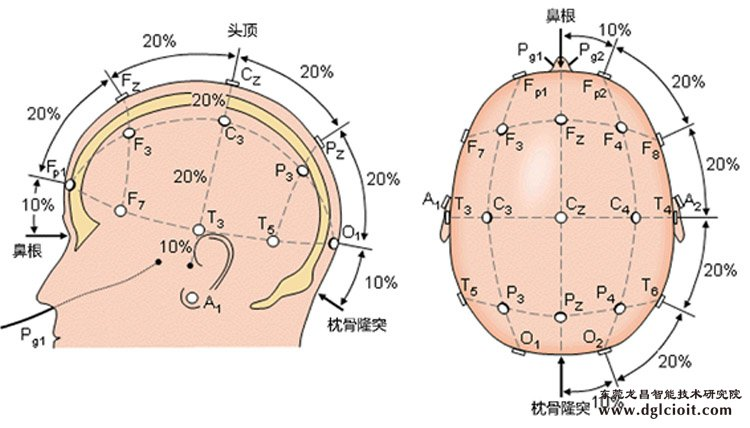 头顶
20%
20%
Fz
Cz
20%
20%
Pz
F3
C3
P3
Fp1
20%
20%
10%
F7
T3
T5
O1
鼻根
10%
10%
A1
枕骨隆突
Pg1
鼻根
10%
Pg1
Pg2
Fp1
Fp2
20%
F7
F3
Fz
F4
F8
20%
A1
T3
C3
Cz
C4
T4
A2
20%
T5
P3
Pz
P4
T6
O1
O2
20%
10%
枕骨隆突
东莞龙昌智能技术研究院
www.dglcioit.com